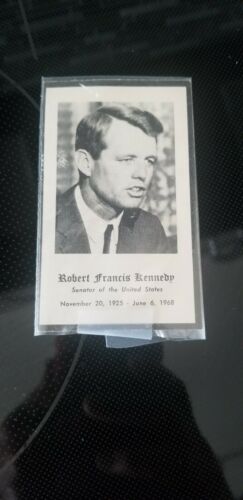 Robert Francis Kennedy
Senator of the United States
November 20, 1925 - June 6, 1968